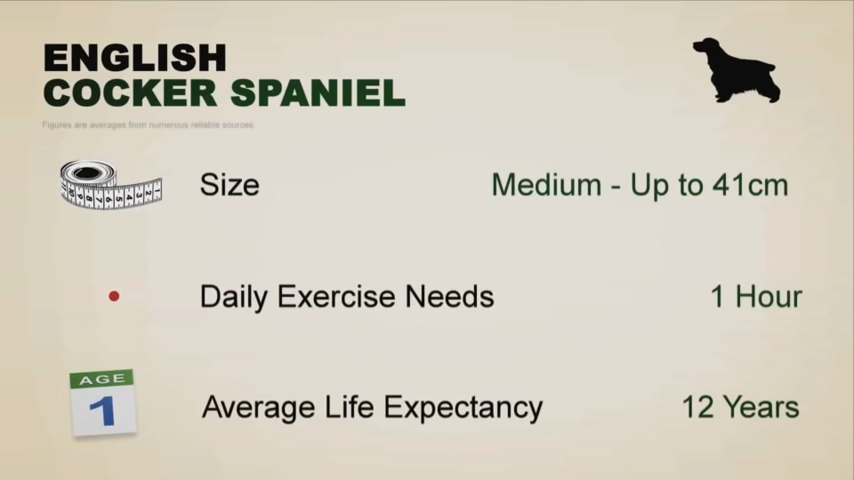 ENGLISH
COCKER SPANIEL
Figures are averages from numerous reliable sources
Size Medium - Up to 41cm
Daily Exercise Needs 1 Hour
AGE
1
Average Life Expectancy 12 Years